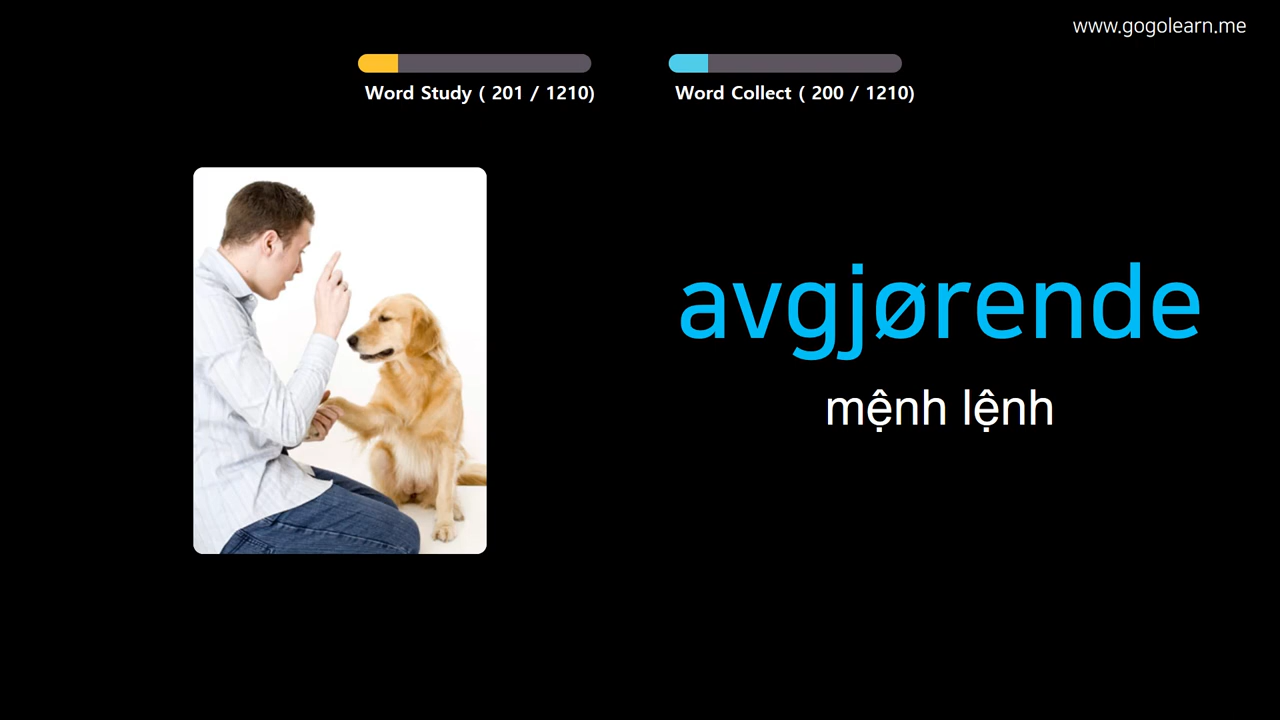 www.gogolearn.me
Word Study ( 201 / 1210)
Word Collect ( 200 / 1210)
avgjørende
mệnh lệnh